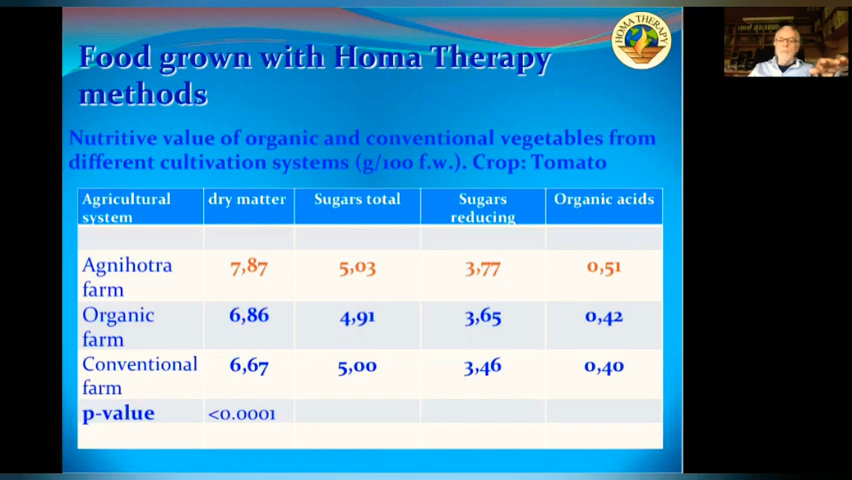 HOMA THERAPY
Food grown with Homa Therapy
methods
Nutritive value of organic and conventional vegetables from
different cultivation systems (g/100 f.w.). Crop: Tomato
Agricultural system dry matter Sugars total Sugars reducing Organic acids
Agnihotra farm 7,87 5,03 3,77 0,51
Organic farm 6,86 4,91 3,65 0,42
Conventional farm 6,67 5,00 3,46 0,40
p-value <0.0001